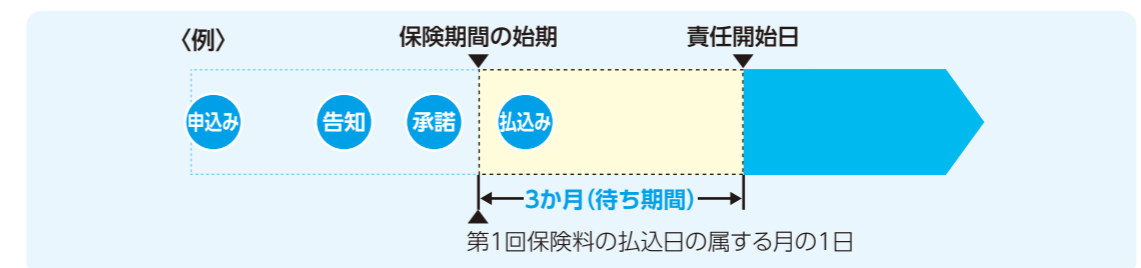 〈例〉
保険期間の始期
責任開始日
申込み
告知
承諾
払込み
3か月(待ち期間)
第1回保険料の払込日の属する月の1日